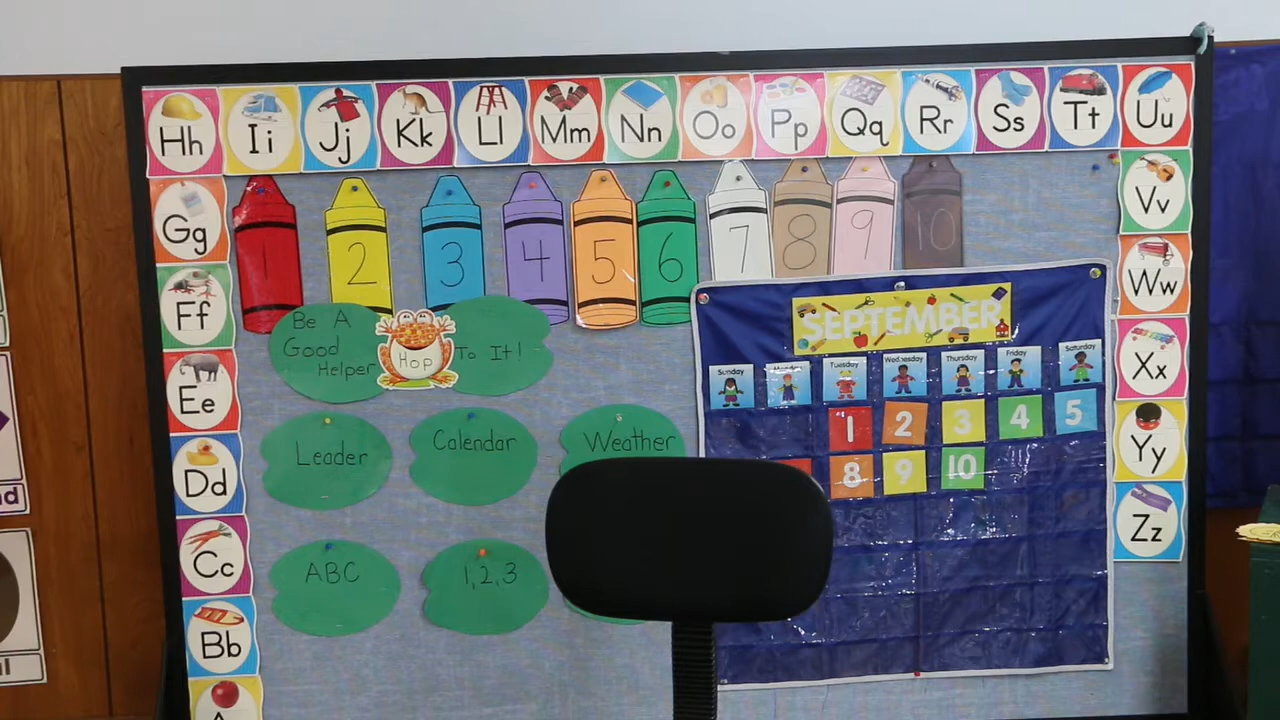 Hh Ii Jj Kk Ll Mm Nn Oo Pp Qq Rr Ss Tt Uu
Gg
Ff
Ee
Dd
Cc
Bb
Vv
Ww
Xx
Yy
Zz
1 2 3 4 5 6 7 8 9 10
Be A
Good
Helper
Hop
To It!
Leader
Calendar
Weather
ABC
1,2,3
SEPTEMBER
Sunday Tuesday Wednesday Thursday Friday Saturday
1 2 3 4 5
8 9 10